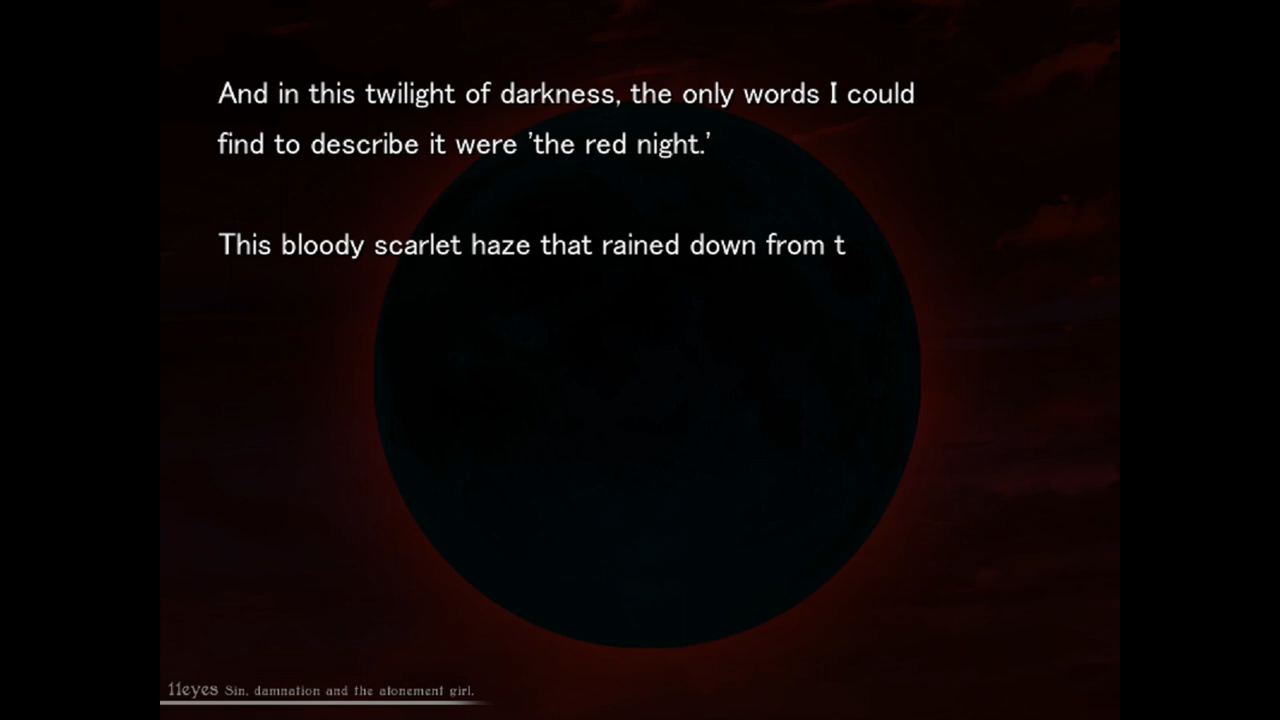 And in this twilight of darkness, the only words I could
find to describe it were 'the red night.'
This bloody scarlet haze that rained down from t
11eyes Sin, damnation and the atonement girl.